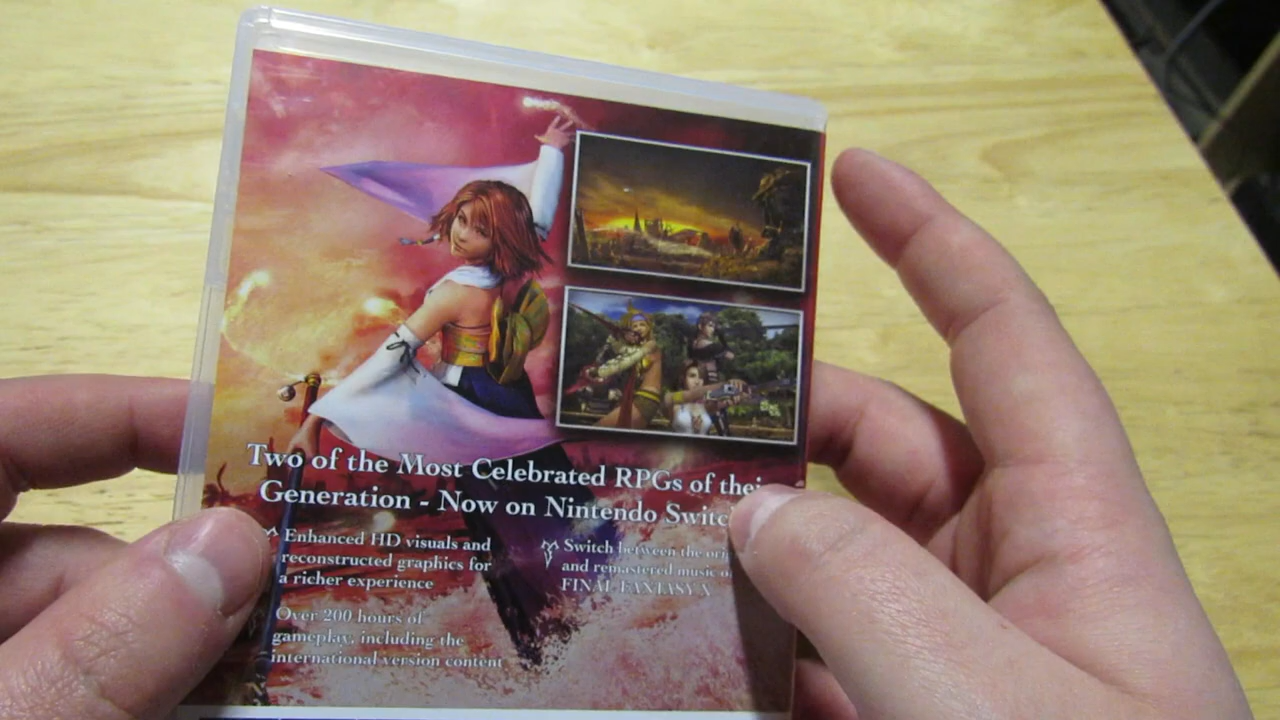 Two of the Most Celebrated RPGs of thei
Generation - Now on Nintendo Switc
Enhanced HD visuals and
reconstructed graphics for
a richer experience
Over 200 hours of
gameplay, including the
international version content
Switch between the ori
and remastered music o
FINAL FANTASY X